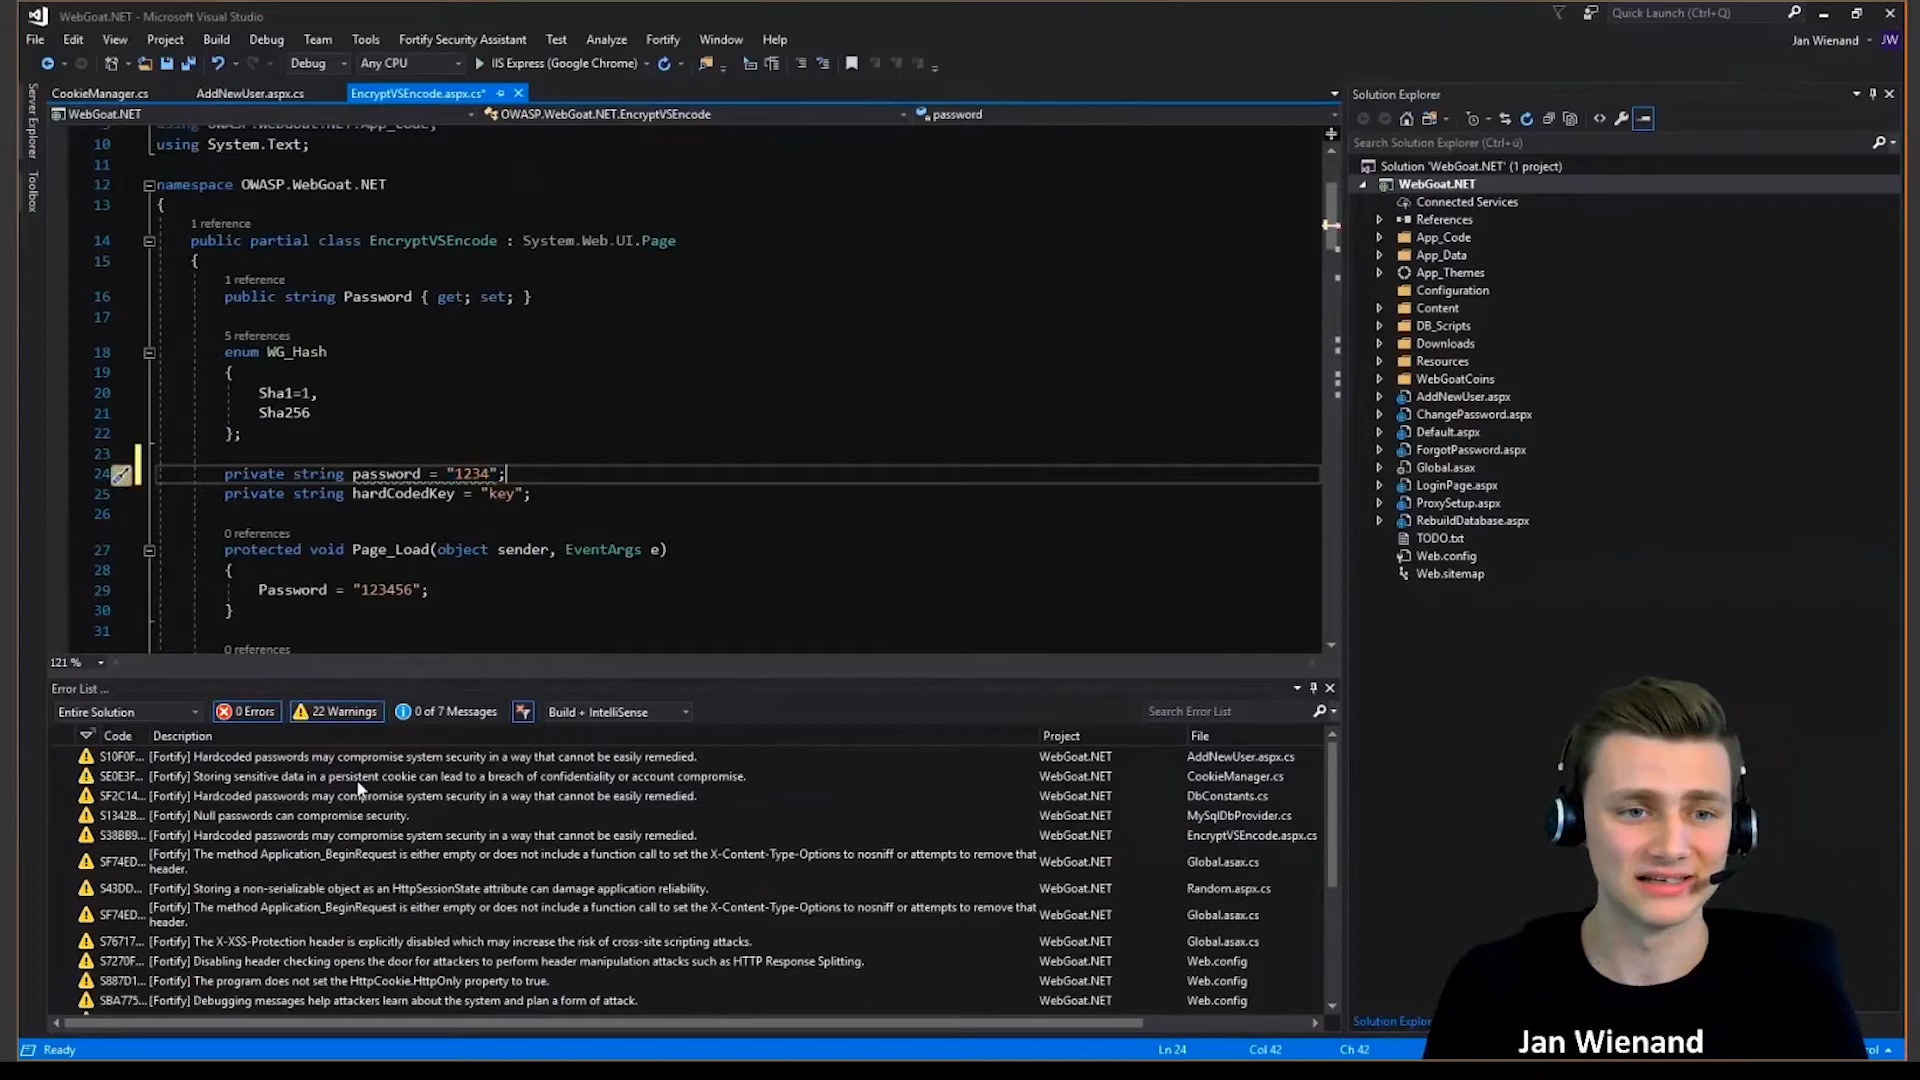 WebGoat.NET - Microsoft Visual Studio
Quick Launch (Ctrl+Q)
File Edit View Project Build Debug Team Tools Fortify Security Assistant Test Analyze Fortify Window Help
Jan Wienand JW
Debug Any CPU IIS Express (Google Chrome)
Server Explorer
Toolbox
CookieManager.cs AddNewUser.aspx.cs EncryptVSEncode.aspx.cs*
WebGoat.NET OWASP.WebGoat.NET.EncryptVSEncode password
using OWASP.WebGoat.NET.App_Code;
10 using System.Text;
11
12 namespace OWASP.WebGoat.NET
13 {
1 reference
14 public partial class EncryptVSEncode : System.Web.UI.Page
15 {
1 reference
16 public string Password { get; set; }
17
5 references
18 enum WG_Hash
19 {
20 Sha1=1,
21 Sha256
22 };
23
24 private string password = "1234";
25 private string hardCodedKey = "key";
26
0 references
27 protected void Page_Load(object sender, EventArgs e)
28 {
29 Password = "123456";
30 }
31
0 references
121 %
Solution Explorer
Search Solution Explorer (Ctrl+ü)
Solution 'WebGoat.NET' (1 project)
WebGoat.NET
Connected Services
References
App_Code
App_Data
App_Themes
Configuration
Content
DB_Scripts
Downloads
Resources
WebGoatCoins
AddNewUser.aspx
ChangePassword.aspx
Default.aspx
ForgotPassword.aspx
Global.asax
LoginPage.aspx
ProxySetup.aspx
RebuildDatabase.aspx
TODO.txt
Web.config
Web.sitemap
Error List ...
Entire Solution 0 Errors 22 Warnings 0 of 7 Messages Build + IntelliSense Search Error List
Code Description Project File
S10F0F... [Fortify] Hardcoded passwords may compromise system security in a way that cannot be easily remedied. WebGoat.NET AddNewUser.aspx.cs
SE0E3F... [Fortify] Storing sensitive data in a persistent cookie can lead to a breach of confidentiality or account compromise. WebGoat.NET CookieManager.cs
SF2C14... [Fortify] Hardcoded passwords may compromise system security in a way that cannot be easily remedied. WebGoat.NET DbConstants.cs
S1342B... [Fortify] Null passwords can compromise security. WebGoat.NET MySqlDbProvider.cs
S38BB9... [Fortify] Hardcoded passwords may compromise system security in a way that cannot be easily remedied. WebGoat.NET EncryptVSEncode.aspx.cs
SF74ED... [Fortify] The method Application_BeginRequest is either empty or does not include a function call to set the X-Content-Type-Options to nosniff or attempts to remove that header. WebGoat.NET Global.asax.cs
S43DD... [Fortify] Storing a non-serializable object as an HttpSessionState attribute can damage application reliability. WebGoat.NET Random.aspx.cs
SF74ED... [Fortify] The method Application_BeginRequest is either empty or does not include a function call to set the X-Content-Type-Options to nosniff or attempts to remove that header. WebGoat.NET Global.asax.cs
S76717... [Fortify] The X-XSS-Protection header is explicitly disabled which may increase the risk of cross-site scripting attacks. WebGoat.NET Global.asax.cs
S7270F... [Fortify] Disabling header checking opens the door for attackers to perform header manipulation attacks such as HTTP Response Splitting. WebGoat.NET Web.config
S887D1... [Fortify] The program does not set the HttpCookie.HttpOnly property to true. WebGoat.NET Web.config
SBA775... [Fortify] Debugging messages help attackers learn about the system and plan a form of attack. WebGoat.NET Web.config
Solution Explor
Jan Wienand
Ready Ln 24 Col 42 Ch 42